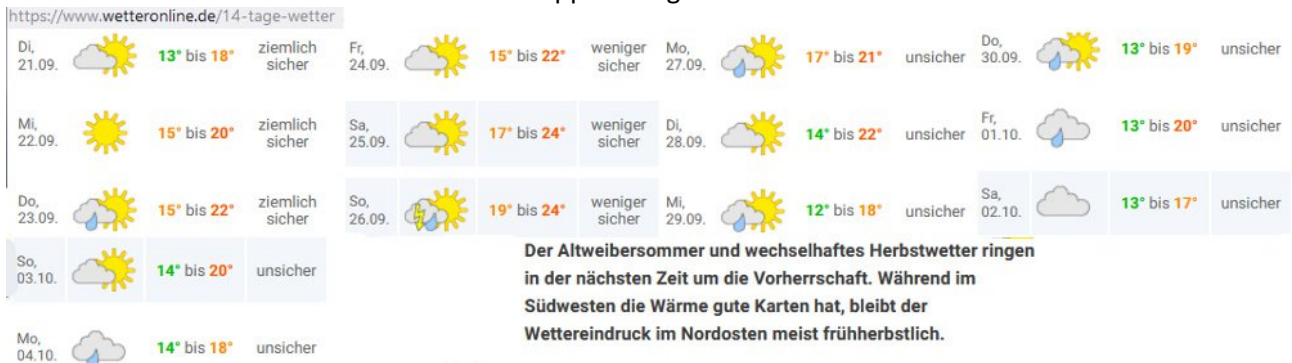 https://www.wetteronline.de/14-tage-wetter
Di, 21.09. 13° bis 18° ziemlich sicher
Mi, 22.09. 15° bis 20° ziemlich sicher
Do, 23.09. 15° bis 22° ziemlich sicher
Fr, 24.09. 15° bis 22° weniger sicher
Sa, 25.09. 17° bis 24° weniger sicher
So, 26.09. 19° bis 24° weniger sicher
Mo, 27.09. 17° bis 21° unsicher
Di, 28.09. 14° bis 22° unsicher
Mi, 29.09. 12° bis 18° unsicher
Do, 30.09. 13° bis 19° unsicher
Fr, 01.10. 13° bis 20° unsicher
Sa, 02.10. 13° bis 17° unsicher
So, 03.10. 14° bis 20° unsicher
Mo, 04.10. 14° bis 18° unsicher
Der Altweibersommer und wechselhaftes Herbstwetter ringen
in der nächsten Zeit um die Vorherrschaft. Während im
Südwesten die Wärme gute Karten hat, bleibt der
Wettereindruck im Nordosten meist frühherbstlich.